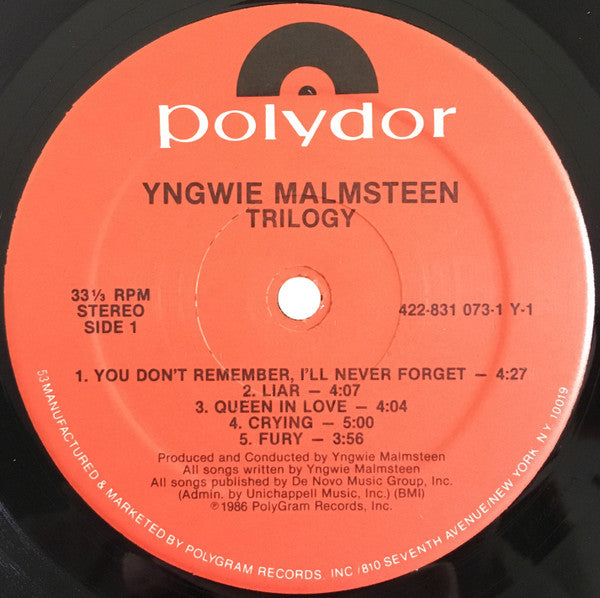 polydor
YNGWIE MALMSTEEN
TRILOGY
33⅓ RPM
STEREO
SIDE 1
422-831 073-1 Y-1
1. YOU DON'T REMEMBER, I'LL NEVER FORGET — 4:27
2. LIAR — 4:07
3. QUEEN IN LOVE — 4:04
4. CRYING — 5:00
5. FURY — 3:56
Produced and Conducted by Yngwie Malmsteen
All songs written by Yngwie Malmsteen
All songs published by De Novo Music Group, Inc.
(Admin. by Unichappell Music, Inc.) (BMI)
℗1986 PolyGram Records, Inc.
53 MANUFACTURED & MARKETED BY POLYGRAM RECORDS. INC /810 SEVENTH AVENUE/NEW YORK. N.Y. 10019